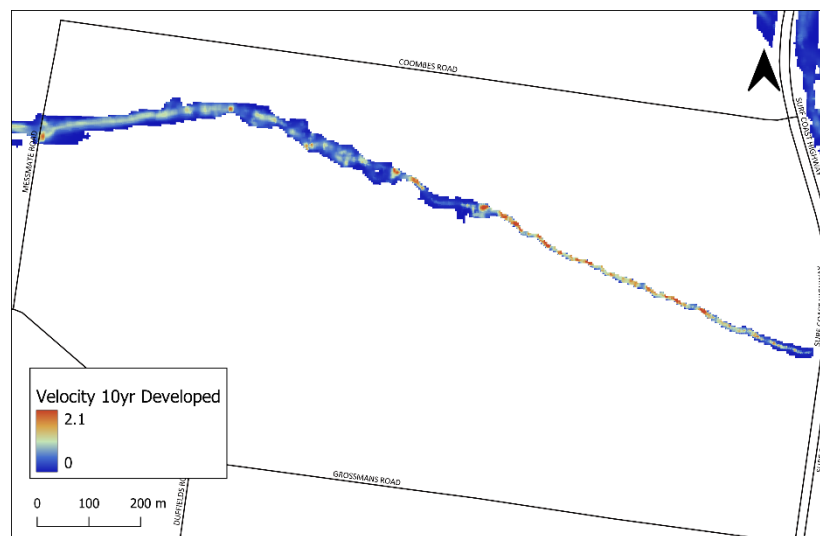 COOMBES ROAD
SURF COAST HIGHWAY
MESSMATE ROAD
Velocity 10yr Developed
2.1
0
0 100 200 m
GROSSMANS ROAD
DUFFIELDS RO